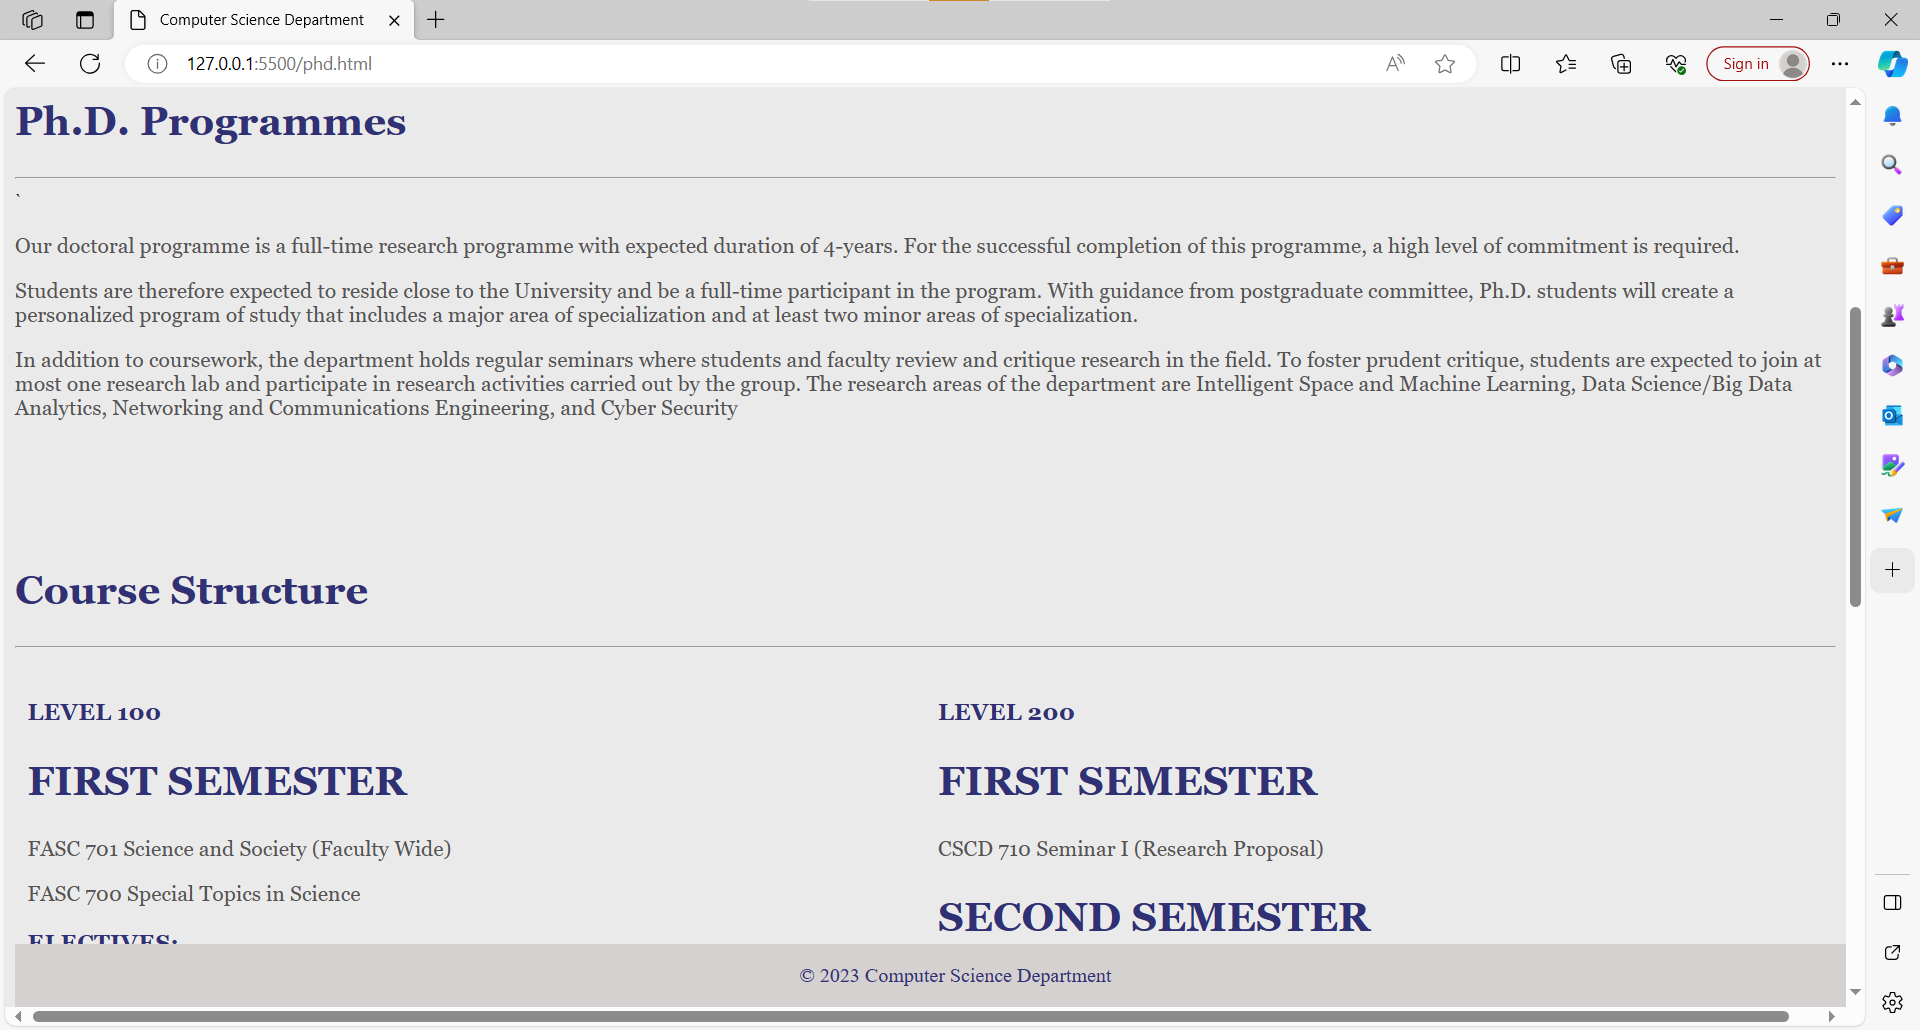 Computer Science Department
127.0.0.1:5500/phd.html
Sign in
Ph.D. Programmes
`
Our doctoral programme is a full-time research programme with expected duration of 4-years. For the successful completion of this programme, a high level of commitment is required.
Students are therefore expected to reside close to the University and be a full-time participant in the program. With guidance from postgraduate committee, Ph.D. students will create a
personalized program of study that includes a major area of specialization and at least two minor areas of specialization.
In addition to coursework, the department holds regular seminars where students and faculty review and critique research in the field. To foster prudent critique, students are expected to join at
most one research lab and participate in research activities carried out by the group. The research areas of the department are Intelligent Space and Machine Learning, Data Science/Big Data
Analytics, Networking and Communications Engineering, and Cyber Security
Course Structure
LEVEL 100
FIRST SEMESTER
FASC 701 Science and Society (Faculty Wide)
FASC 700 Special Topics in Science
ELECTIVES:
LEVEL 200
FIRST SEMESTER
CSCD 710 Seminar I (Research Proposal)
SECOND SEMESTER
© 2023 Computer Science Department